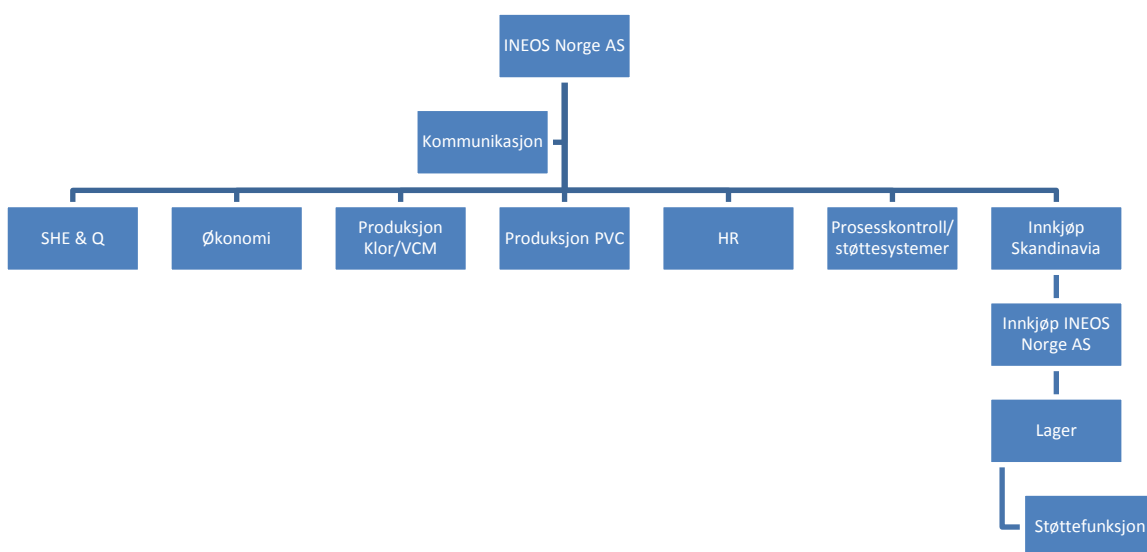 INEOS Norge AS
Kommunikasjon
SHE & Q
Økonomi
Produksjon
Klor/VCM
Produksjon PVC
HR
Prosesskontroll/
støttesystemer
Innkjøp
Skandinavia
Innkjøp INEOS
Norge AS
Lager
Støttefunksjon